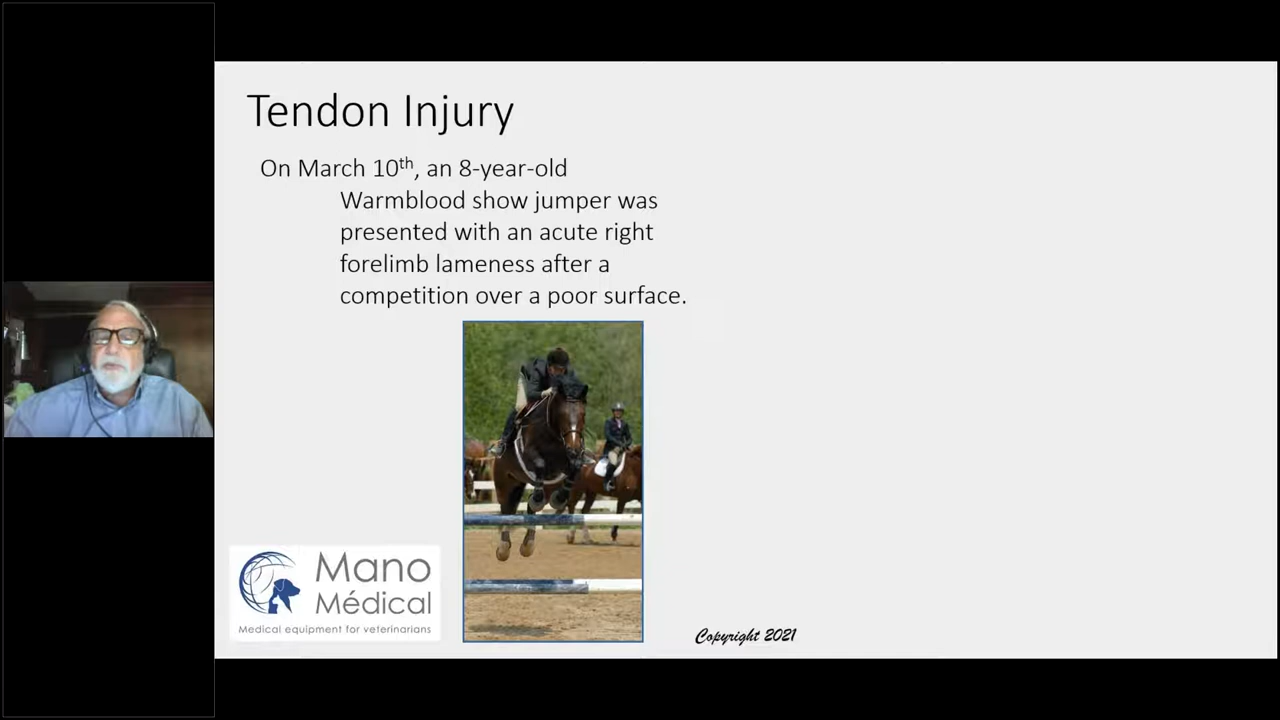 Tendon Injury
On March 10th, an 8-year-old
Warmblood show jumper was
presented with an acute right
forelimb lameness after a
competition over a poor surface.
Mano
Médical
Medical equipment for veterinarians
Copyright 2021